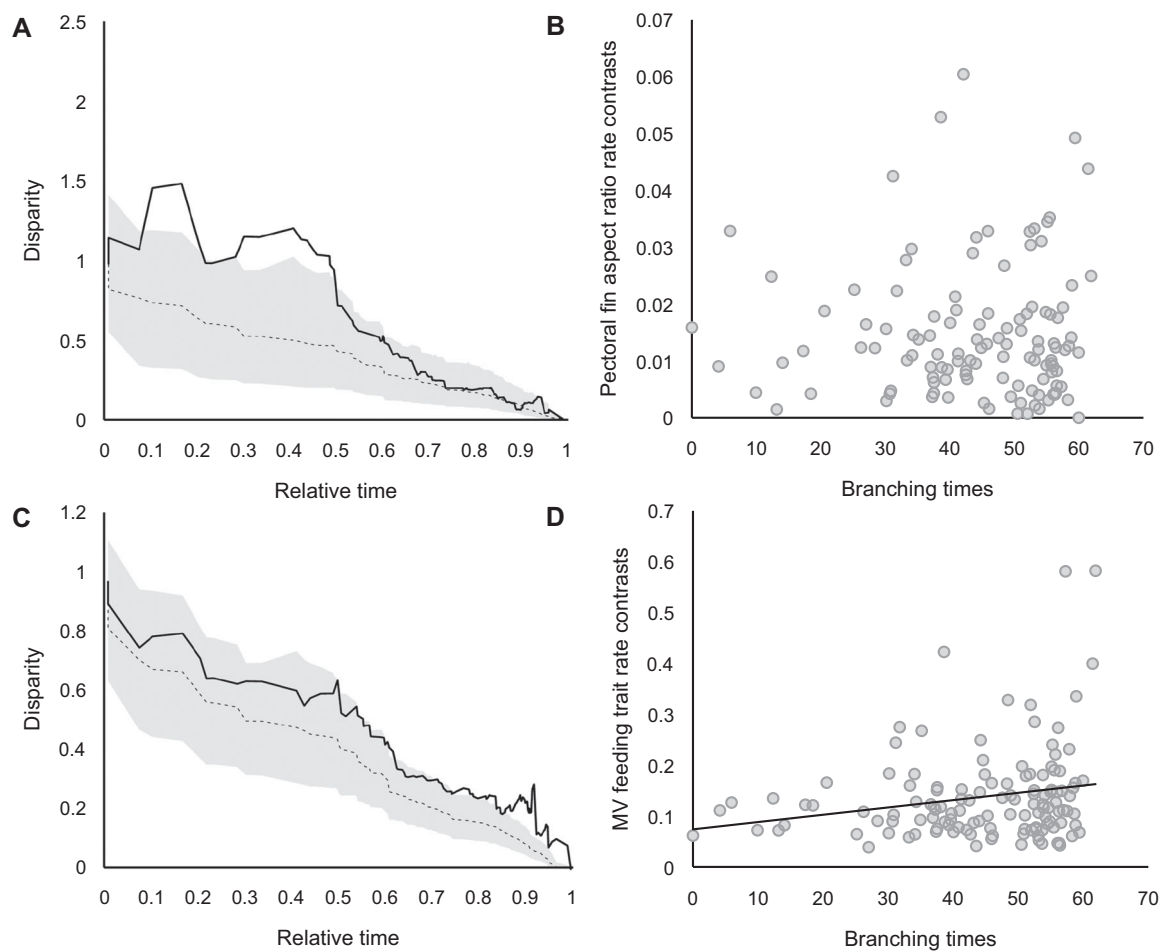 A
2.5
2
1.5
1
0.5
0
0 0.1 0.2 0.3 0.4 0.5 0.6 0.7 0.8 0.9 1
Relative time
Disparity
B
0.07
0.06
0.05
0.04
0.03
0.02
0.01
0
0 10 20 30 40 50 60 70
Branching times
Pectoral fin aspect ratio rate contrasts
C
1.2
1
0.8
0.6
0.4
0.2
0
0 0.1 0.2 0.3 0.4 0.5 0.6 0.7 0.8 0.9 1
Relative time
Disparity
D
0.7
0.6
0.5
0.4
0.3
0.2
0.1
0
0 10 20 30 40 50 60 70
Branching times
MV feeding trait rate contrasts